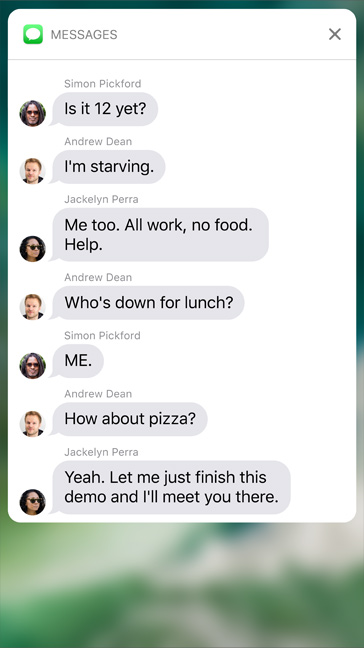 MESSAGES
Simon Pickford
Is it 12 yet?
Andrew Dean
I'm starving.
Jackelyn Perra
Me too. All work, no food.
Help.
Andrew Dean
Who's down for lunch?
Simon Pickford
ME.
Andrew Dean
How about pizza?
Jackelyn Perra
Yeah. Let me just finish this
demo and I'll meet you there.